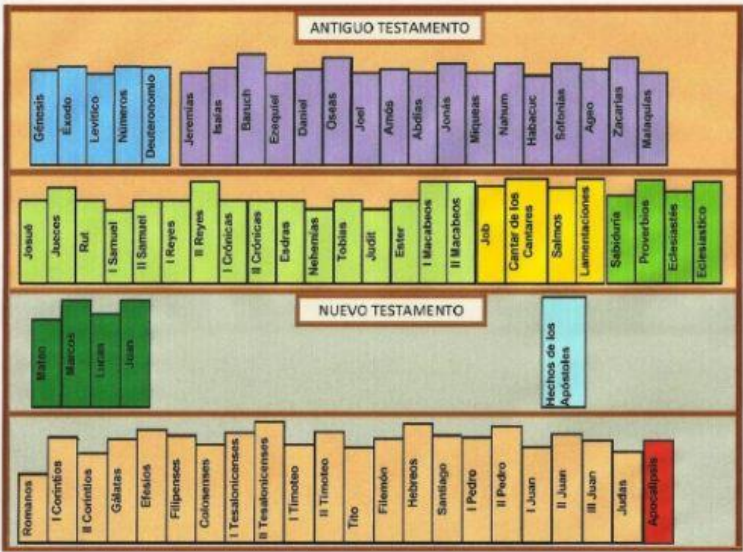 ANTIGUO TESTAMENTO
Génesis
Éxodo
Levítico
Números
Deuteronomio
Jeremías
Isaías
Baruch
Ezequiel
Daniel
Oseas
Joel
Amós
Abdías
Jonás
Miqueas
Nahum
Habacuc
Sofonías
Ageo
Zacarías
Malaquías
Josué
Jueces
Rut
I Samuel
II Samuel
I Reyes
II Reyes
I Crónicas
II Crónicas
Esdras
Nehemías
Tobías
Judit
Ester
I Macabeos
II Macabeos
Job
Cantar de los
Cantares
Salmos
Lamentaciones
Sabiduría
Proverbios
Eclesiastés
Eclesiastico
NUEVO TESTAMENTO
Mateo
Marcos
Lucas
Juan
Hechos de los
Apóstoles
Romanos
I Corintios
II Corintios
Gálatas
Efesios
Filipenses
Colosenses
I Tesalonicenses
II Tesalonicenses
I Timoteo
II Timoteo
Tito
Filemón
Hebreos
Santiago
I Pedro
II Pedro
I Juan
II Juan
III Juan
Judas
Apocalipsis